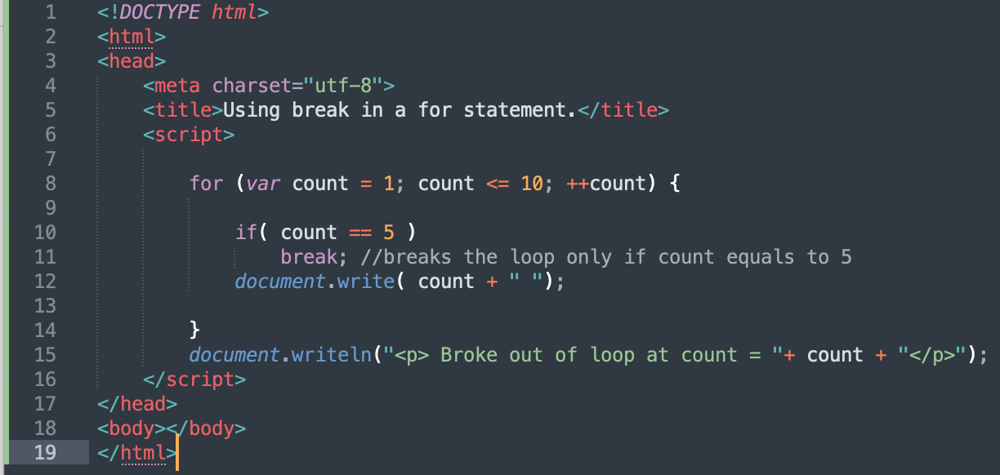 1 <!DOCTYPE html>
2 <html>
3 <head>
4 <meta charset="utf-8">
5 <title>Using break in a for statement.</title>
6 <script>
7
8 for (var count = 1; count <= 10; ++count) {
9
10 if( count == 5 )
11 break; //breaks the loop only if count equals to 5
12 document.write( count + " ");
13
14 }
15 document.writeln("<p> Broke out of loop at count = "+ count + "</p>");
16 </script>
17 </head>
18 <body></body>
19 </html>